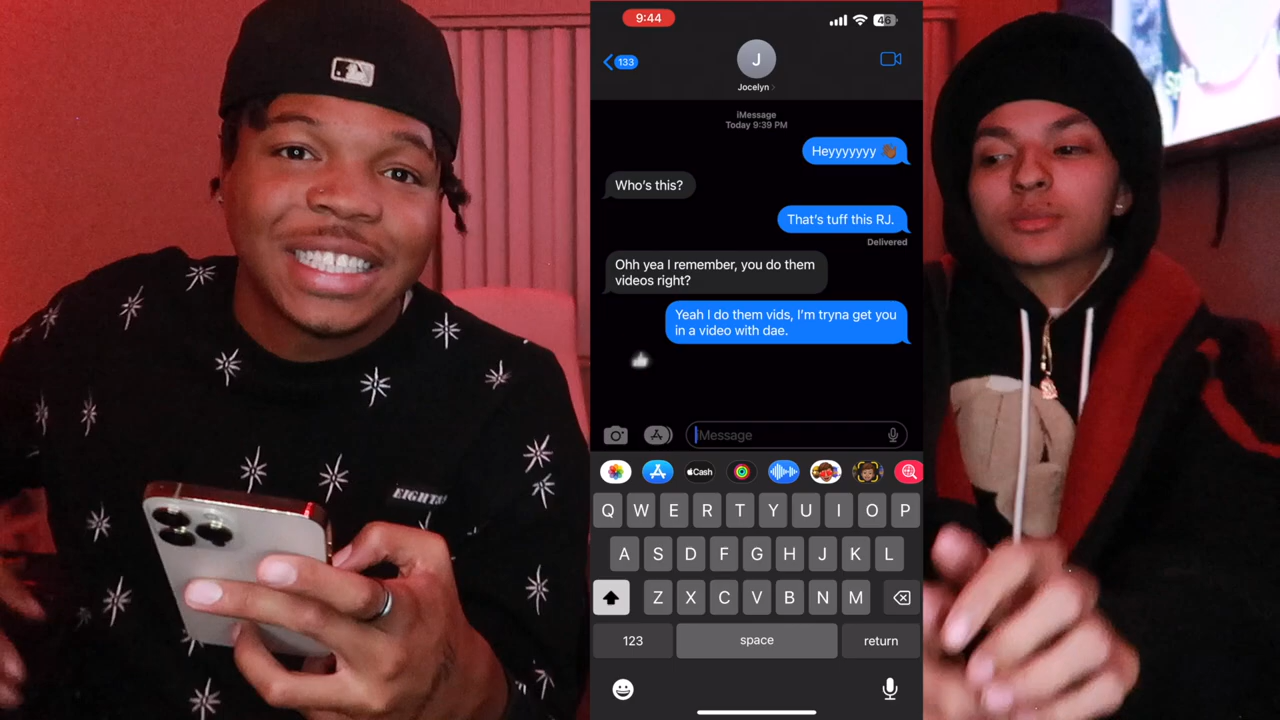 9:44
46
133
J
Jocelyn
iMessage
Today 9:39 PM
Heyyyyyyy 👋🏾
Who's this?
That's tuff this RJ.
Delivered
Ohh yea I remember, you do them
videos right?
Yeah I do them vids, I'm tryna get you
in a video with dae.
iMessage
Cash
Q W E R T Y U I O P
A S D F G H J K L
Z X C V B N M
123 space return